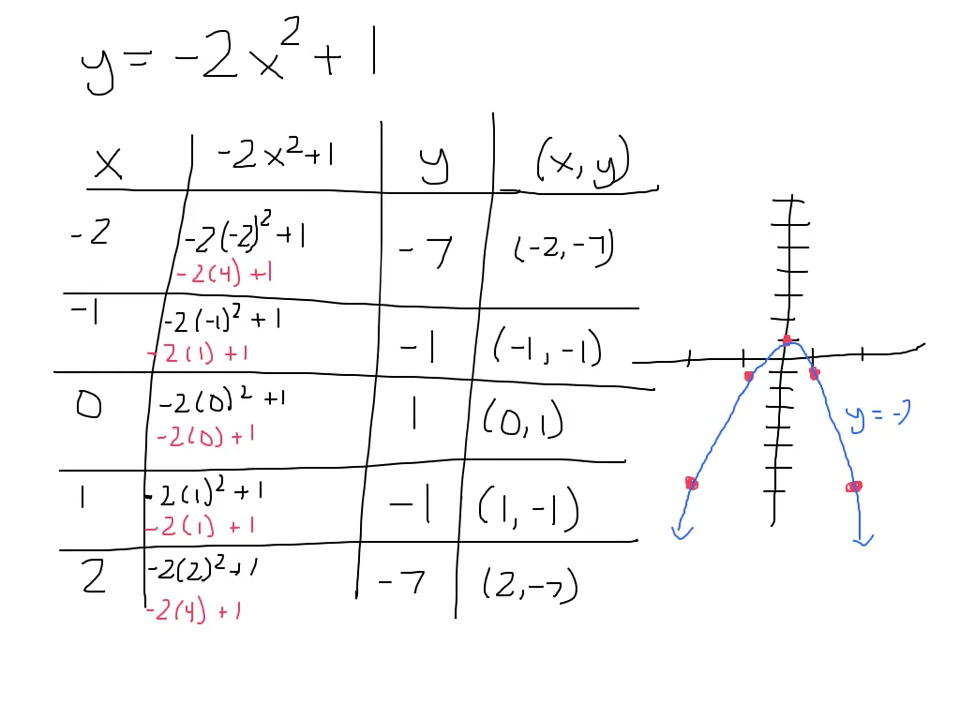 y = -2x² + 1
x | -2x²+1 | y | (x, y)
-2 | -2(-2)²+1 | -7 | (-2, -7)
-2(4)+1
-1 | -2(-1)²+1 | -1 | (-1, -1)
-2(1)+1
0 | -2(0)²+1 | 1 | (0, 1)
-2(0)+1
1 | -2(1)²+1 | -1 | (1, -1)
-2(1)+1
2 | -2(2)²+1 | -7 | (2, -7)
-2(4)+1
y = -